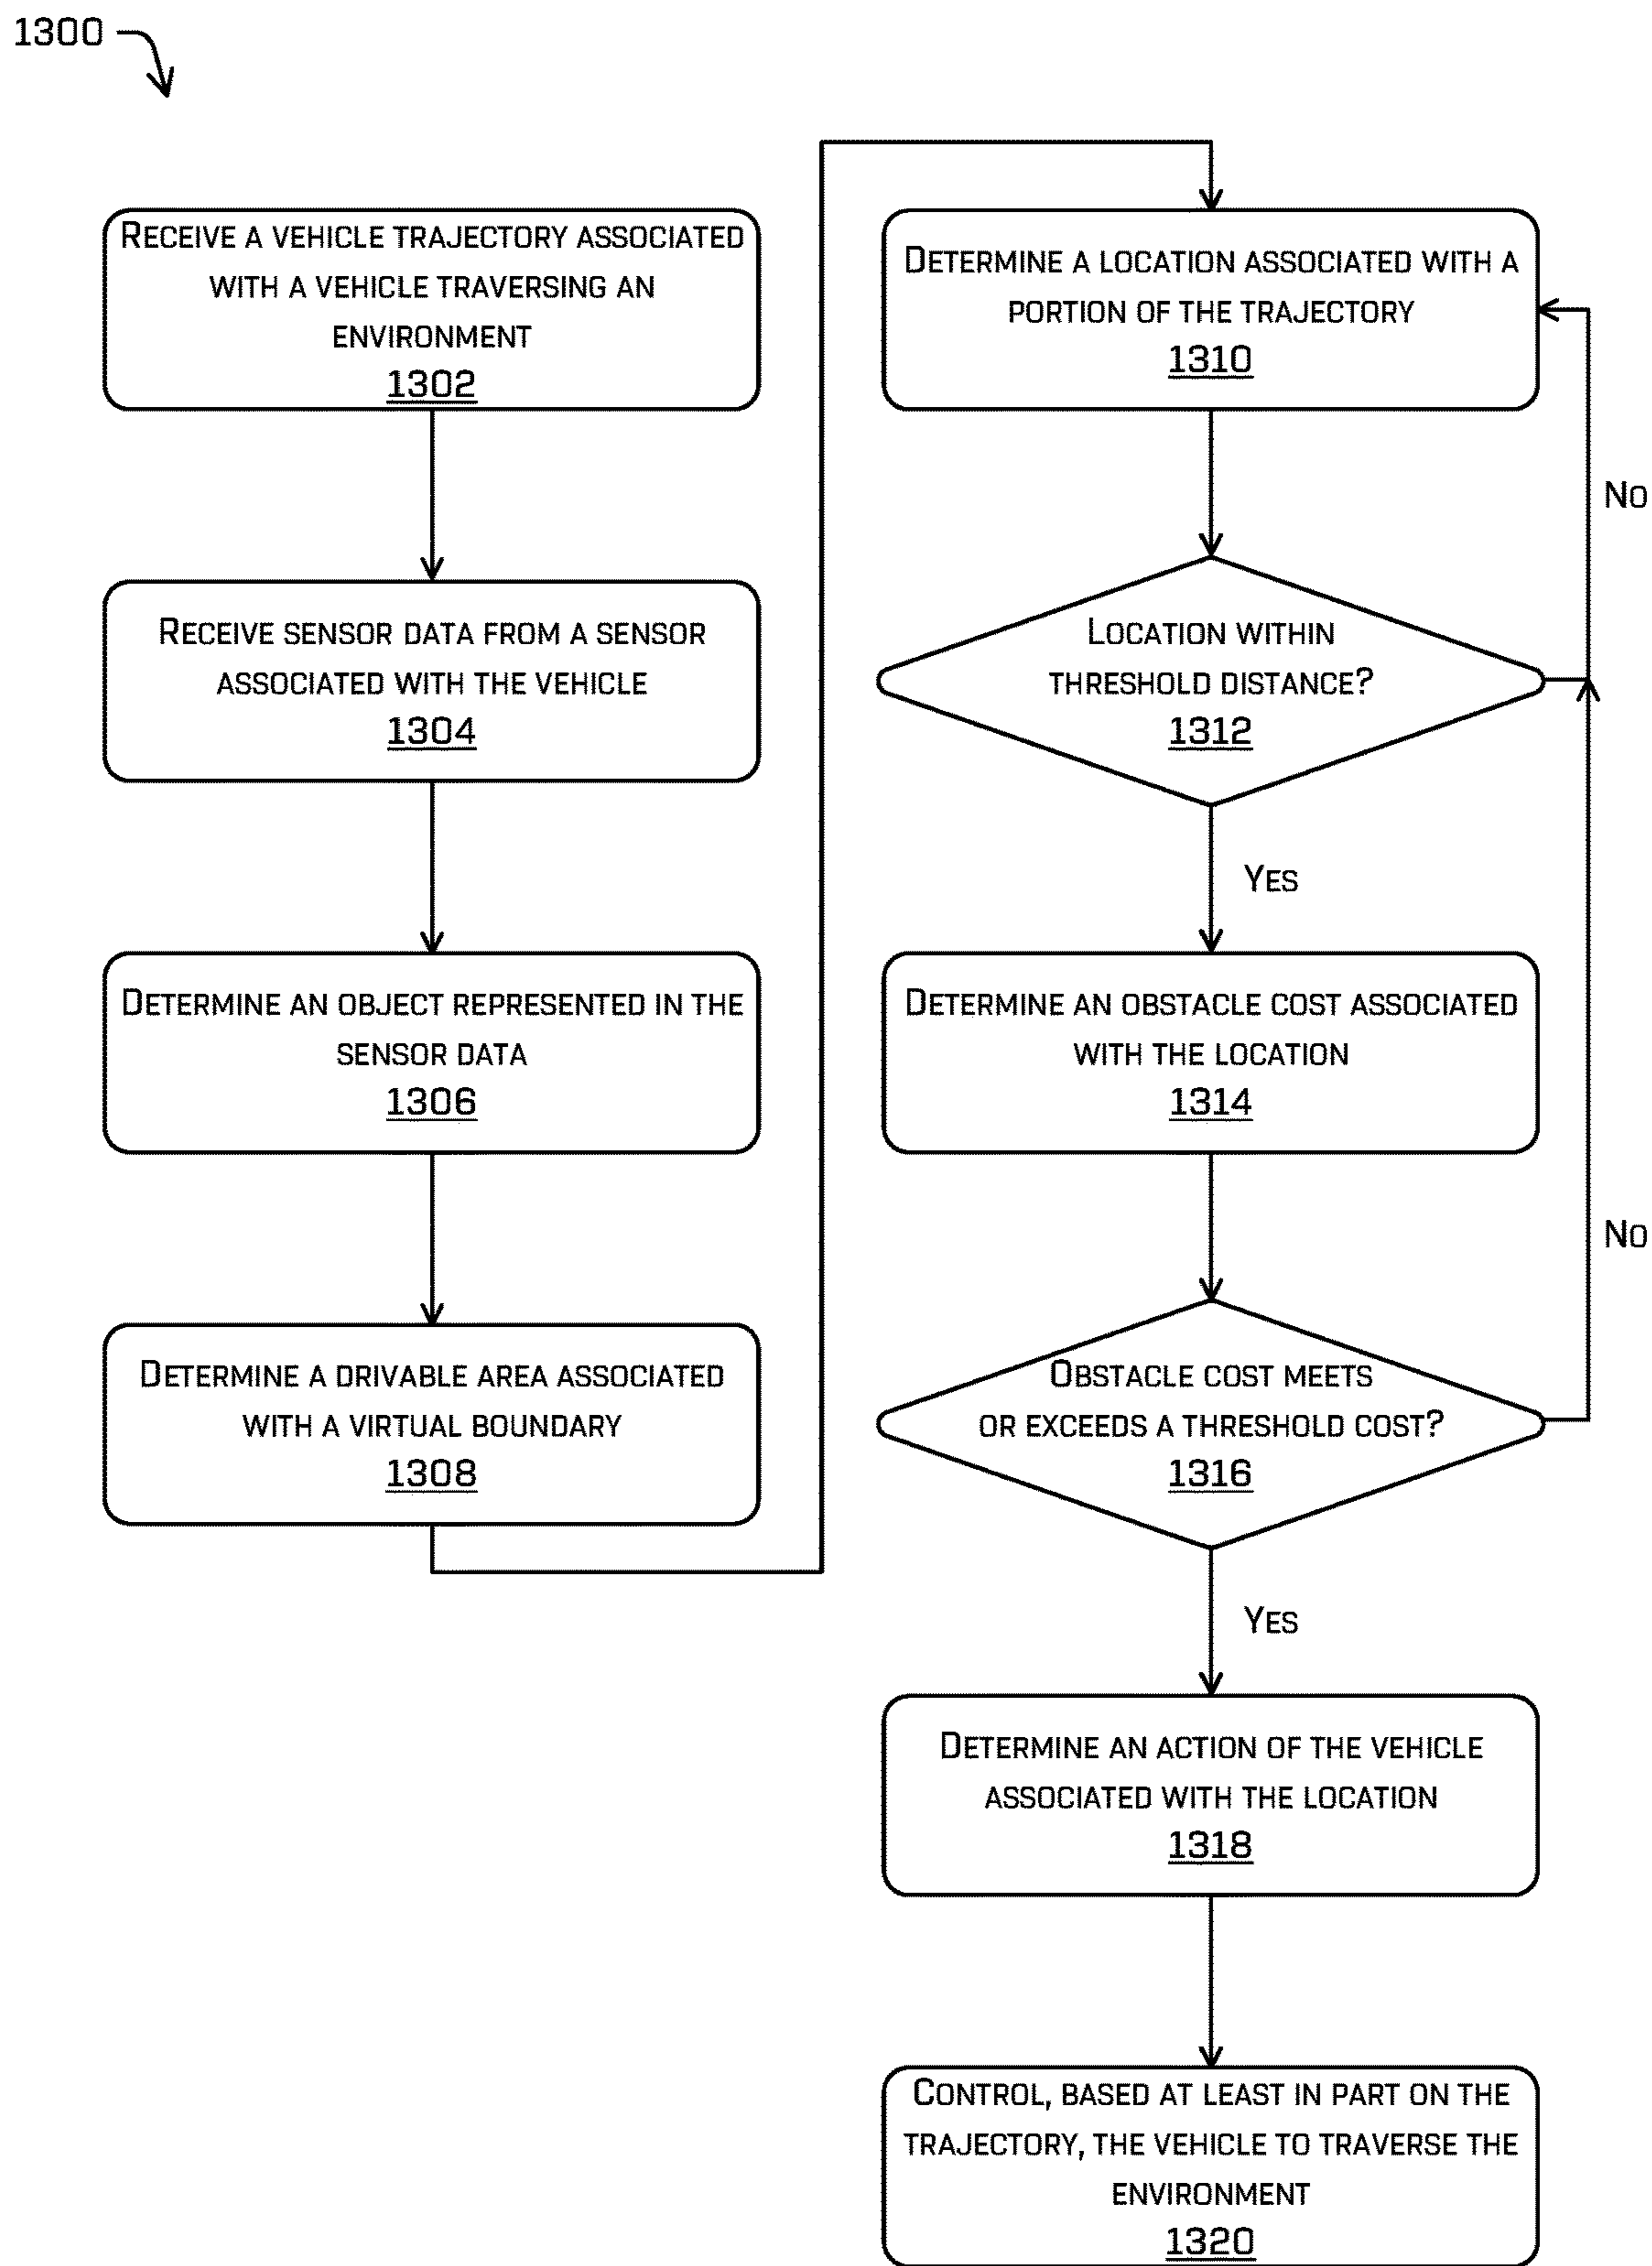 1300
RECEIVE A VEHICLE TRAJECTORY ASSOCIATED
WITH A VEHICLE TRAVERSING AN
ENVIRONMENT
1302
RECEIVE SENSOR DATA FROM A SENSOR
ASSOCIATED WITH THE VEHICLE
1304
DETERMINE AN OBJECT REPRESENTED IN THE
SENSOR DATA
1306
DETERMINE A DRIVABLE AREA ASSOCIATED
WITH A VIRTUAL BOUNDARY
1308
DETERMINE A LOCATION ASSOCIATED WITH A
PORTION OF THE TRAJECTORY
1310
NO
LOCATION WITHIN
THRESHOLD DISTANCE?
1312
YES
DETERMINE AN OBSTACLE COST ASSOCIATED
WITH THE LOCATION
1314
NO
OBSTACLE COST MEETS
OR EXCEEDS A THRESHOLD COST?
1316
YES
DETERMINE AN ACTION OF THE VEHICLE
ASSOCIATED WITH THE LOCATION
1318
CONTROL, BASED AT LEAST IN PART ON THE
TRAJECTORY, THE VEHICLE TO TRAVERSE THE
ENVIRONMENT
1320